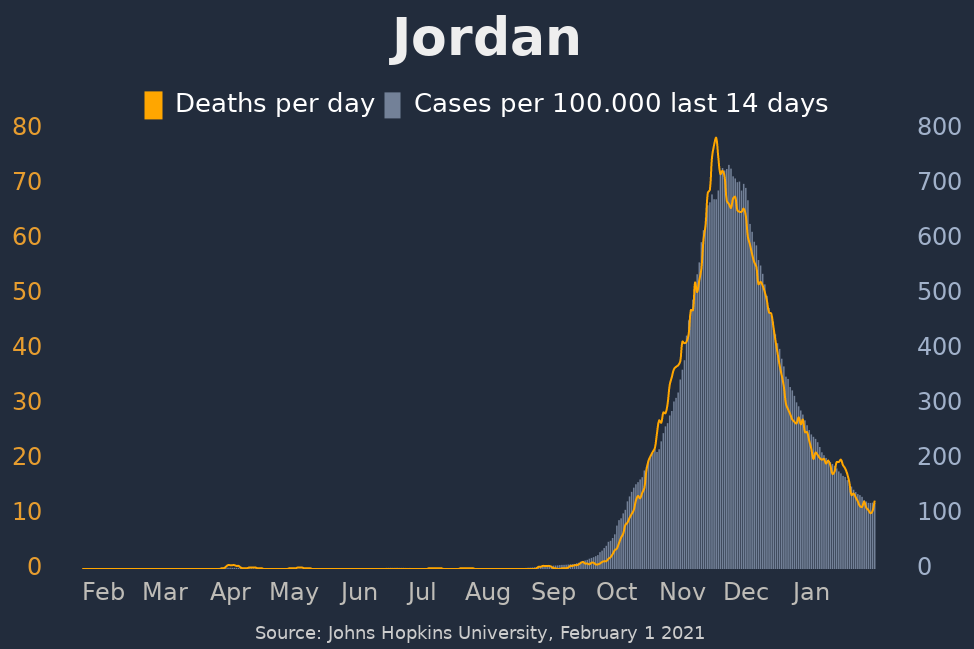 Jordan
Deaths per day Cases per 100.000 last 14 days
80 800
70 700
60 600
50 500
40 400
30 300
20 200
10 100
0 0
Feb Mar Apr May Jun Jul Aug Sep Oct Nov Dec Jan
Source: Johns Hopkins University, February 1 2021